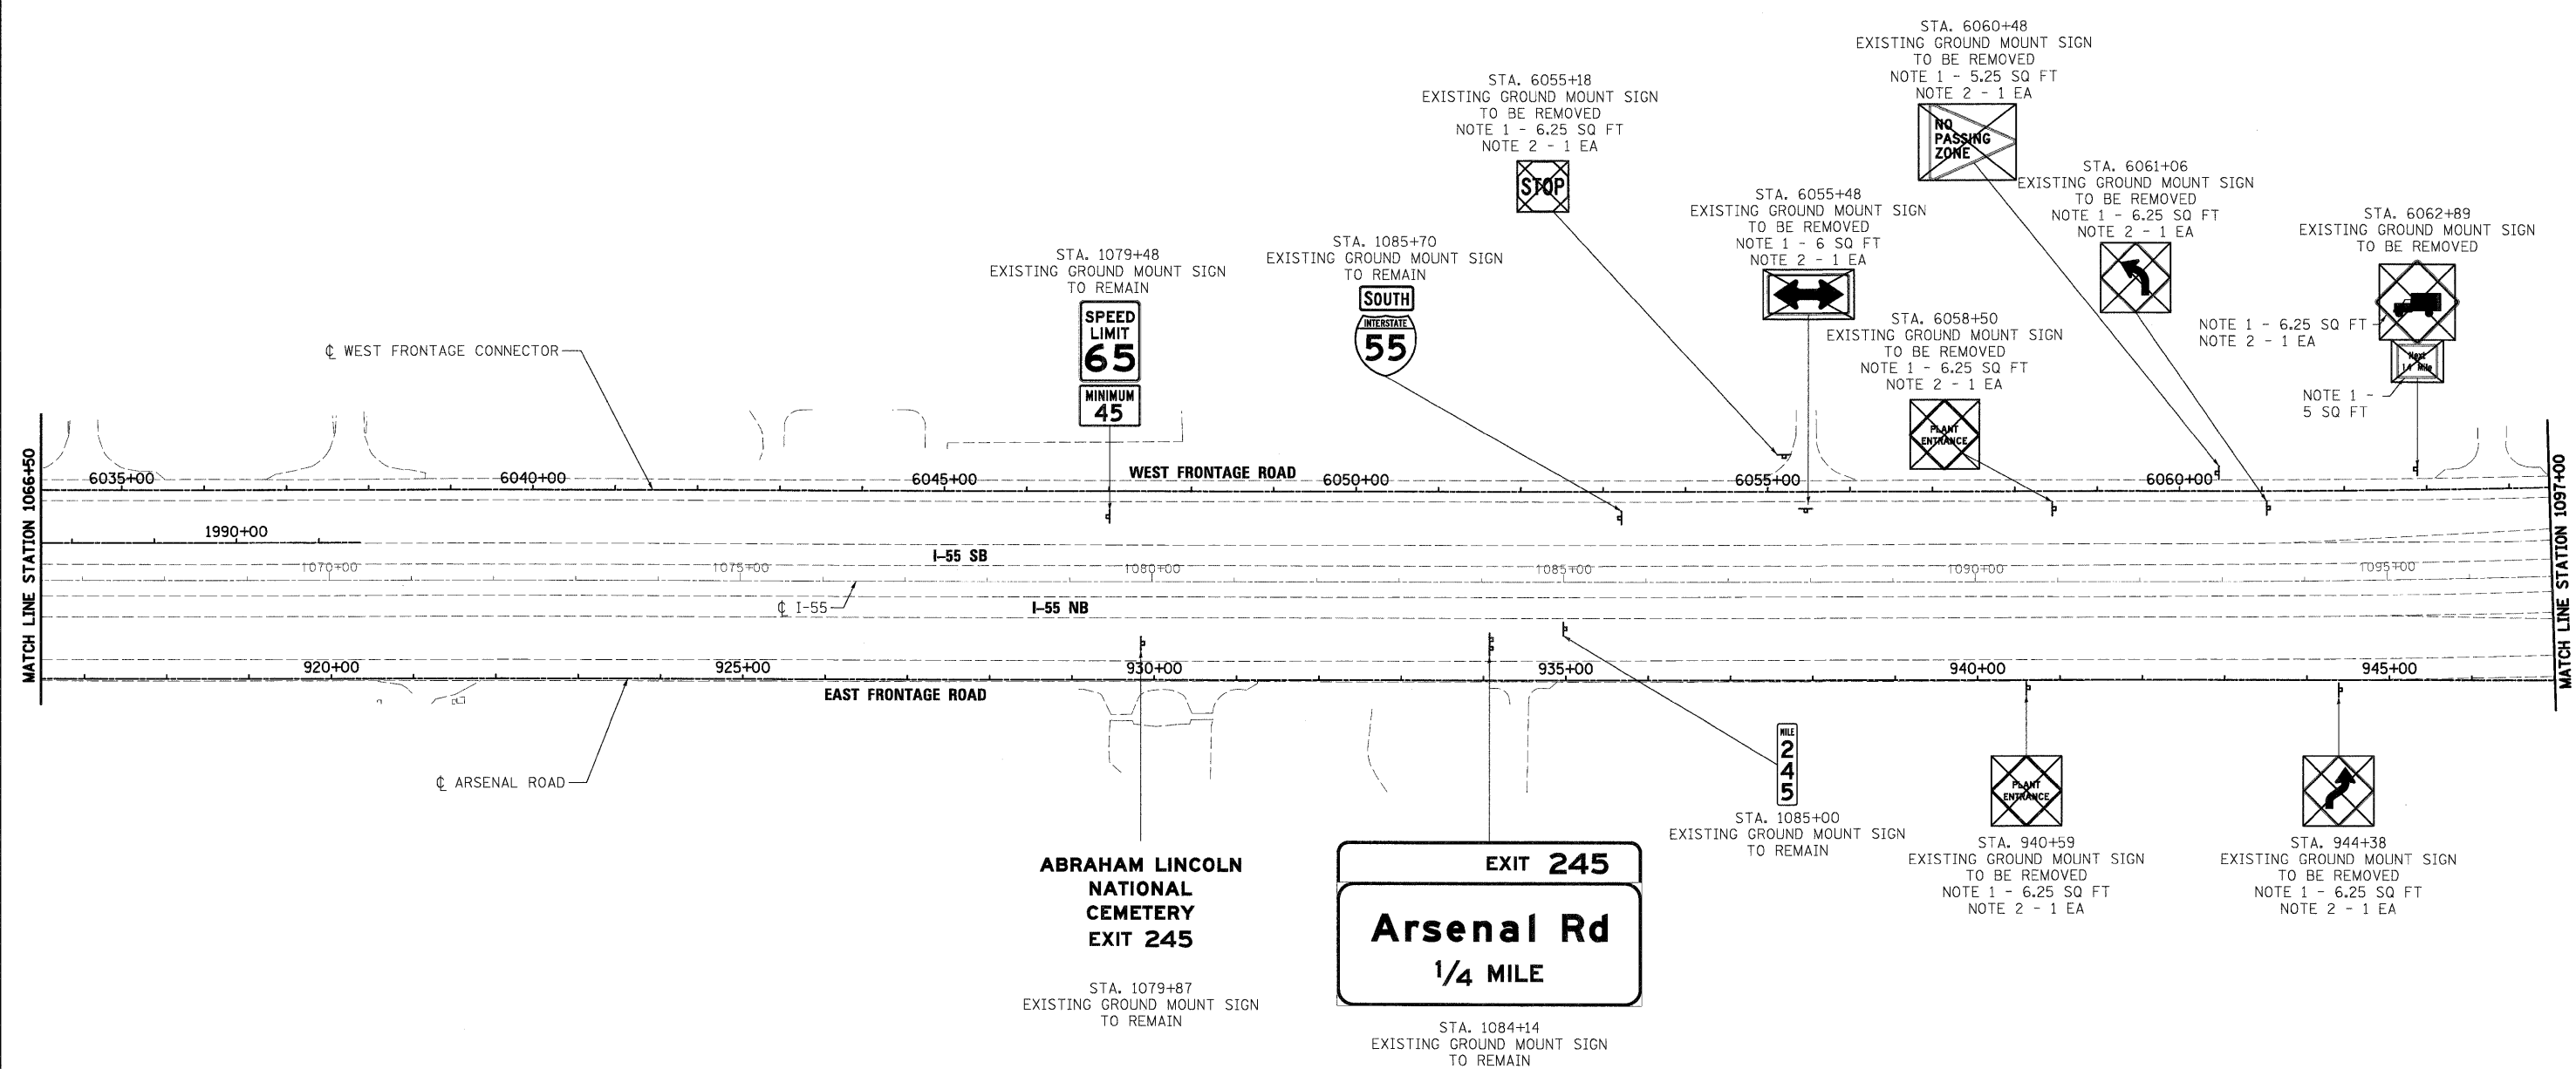 STA. 6060+48
EXISTING GROUND MOUNT SIGN
TO BE REMOVED
NOTE 1 - 5.25 SQ FT
NOTE 2 - 1 EA
NO
PASSING
ZONE
STA. 6055+18
EXISTING GROUND MOUNT SIGN
TO BE REMOVED
NOTE 1 - 6.25 SQ FT
NOTE 2 - 1 EA
STOP
STA. 6061+06
EXISTING GROUND MOUNT SIGN
TO BE REMOVED
NOTE 1 - 6.25 SQ FT
NOTE 2 - 1 EA
STA. 6055+48
EXISTING GROUND MOUNT SIGN
TO BE REMOVED
NOTE 1 - 6 SQ FT
NOTE 2 - 1 EA
STA. 6062+89
EXISTING GROUND MOUNT SIGN
TO BE REMOVED
NOTE 1 - 6.25 SQ FT
NOTE 2 - 1 EA
Next
Mile
NOTE 1 -
5 SQ FT
STA. 1079+48
EXISTING GROUND MOUNT SIGN
TO REMAIN
SPEED
LIMIT
65
MINIMUM
45
STA. 1085+70
EXISTING GROUND MOUNT SIGN
TO REMAIN
SOUTH
INTERSTATE
55
STA. 6058+50
EXISTING GROUND MOUNT SIGN
TO BE REMOVED
NOTE 1 - 6.25 SQ FT
NOTE 2 - 1 EA
PLANT
ENTRANCE
℄ WEST FRONTAGE CONNECTOR
MATCH LINE STATION 1066+50
6035+00 6040+00 6045+00 WEST FRONTAGE ROAD 6050+00 6055+00 6060+00
MATCH LINE STATION 1097+00
1990+00
I-55 SB
1070+00 1075+00 1080+00 1085+00 1090+00 1095+00
℄ I-55
I-55 NB
920+00 925+00 930+00 935+00 940+00 945+00
EAST FRONTAGE ROAD
℄ ARSENAL ROAD
MILE
2
4
5
STA. 1085+00
EXISTING GROUND MOUNT SIGN
TO REMAIN
PLANT
ENTRANCE
STA. 940+59
EXISTING GROUND MOUNT SIGN
TO BE REMOVED
NOTE 1 - 6.25 SQ FT
NOTE 2 - 1 EA
STA. 944+38
EXISTING GROUND MOUNT SIGN
TO BE REMOVED
NOTE 1 - 6.25 SQ FT
NOTE 2 - 1 EA
ABRAHAM LINCOLN
NATIONAL
CEMETERY
EXIT 245
STA. 1079+87
EXISTING GROUND MOUNT SIGN
TO REMAIN
EXIT 245
Arsenal Rd
1/4 MILE
STA. 1084+14
EXISTING GROUND MOUNT SIGN
TO REMAIN